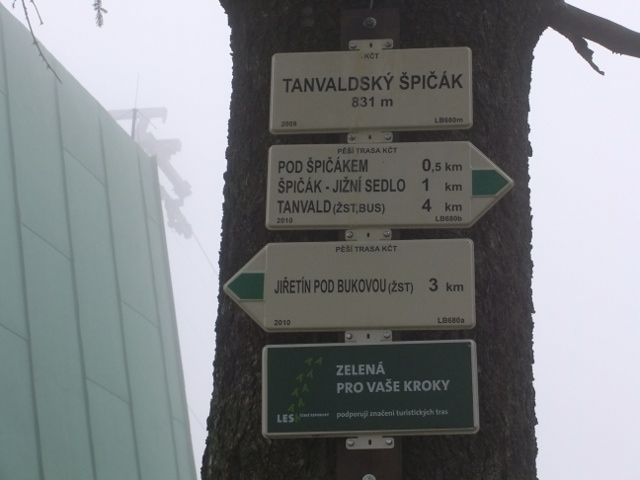 KČT
TANVALDSKÝ ŠPIČÁK
831 m
2009 LB680m
PĚŠÍ TRASA KČT
POD ŠPIČÁKEM 0,5 km
ŠPIČÁK - JIŽNÍ SEDLO 1 km
TANVALD (ŽST,BUS) 4 km
2010 LB680b
PĚŠÍ TRASA KČT
JIŘETÍN POD BUKOVOU (ŽST) 3 km
2010 LB680a
ZELENÁ
PRO VAŠE KROKY
LESY ČESKÉ REPUBLIKY podporují značení turistických tras